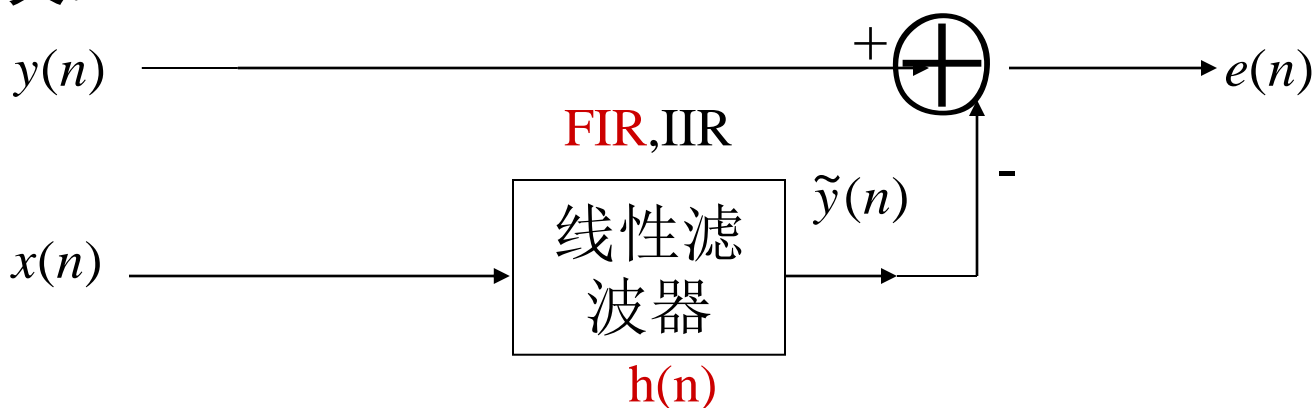 y(n)
+
e(n)
FIR,IIR
ỹ(n)
-
x(n)
线性滤
波器
h(n)